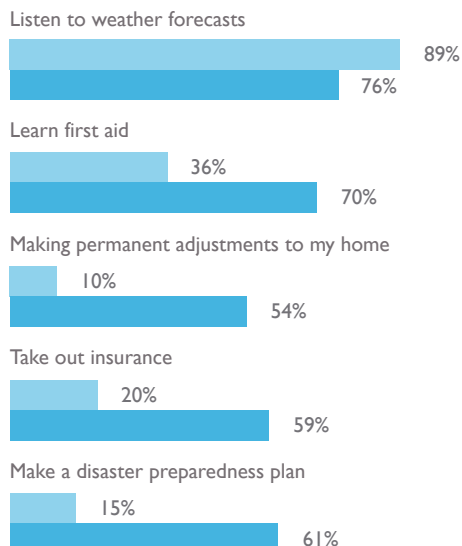 Listen to weather forecasts
89%
76%
Learn first aid
36%
70%
Making permanent adjustments to my home
10%
54%
Take out insurance
20%
59%
Make a disaster preparedness plan
15%
61%